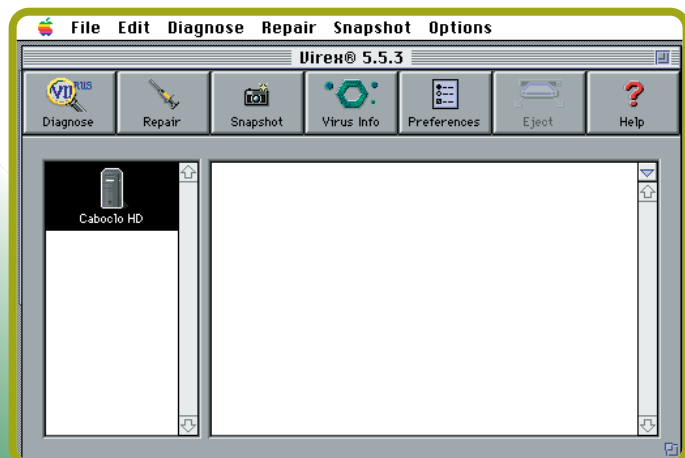 File Edit Diagnose Repair Snapshot Options
Virex® 5.5.3
VIRUS
Diagnose Repair Snapshot Virus Info Preferences Eject Help
Caboclo HD